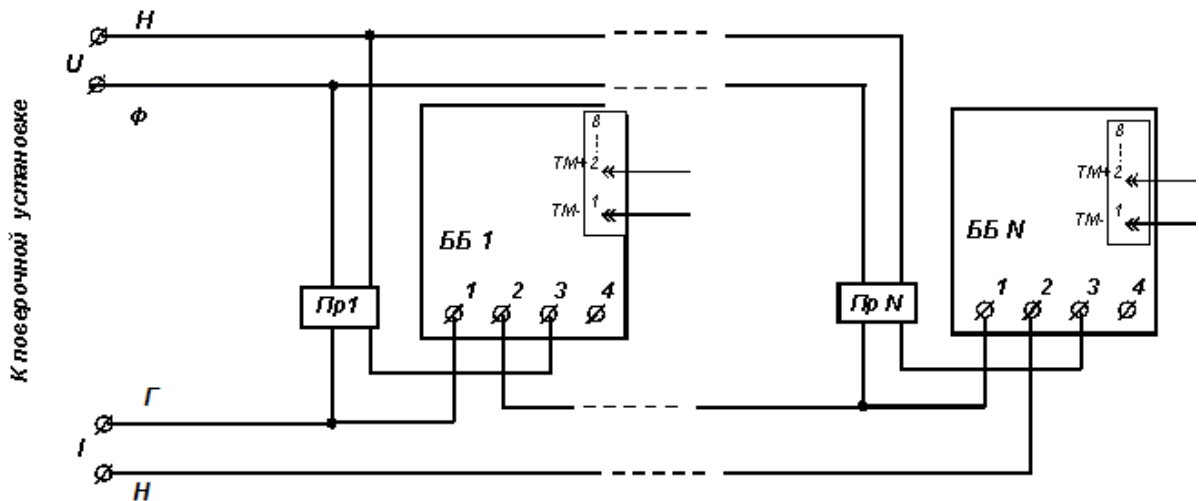 Н
U
Ф
К поверочной установке
8
ТМ+ 2
ТМ- 1
ББ 1
1 2 3 4
Пр1
8
ТМ+ 2
ТМ- 1
ББ N
1 2 3 4
Пр N
Г
I
Н